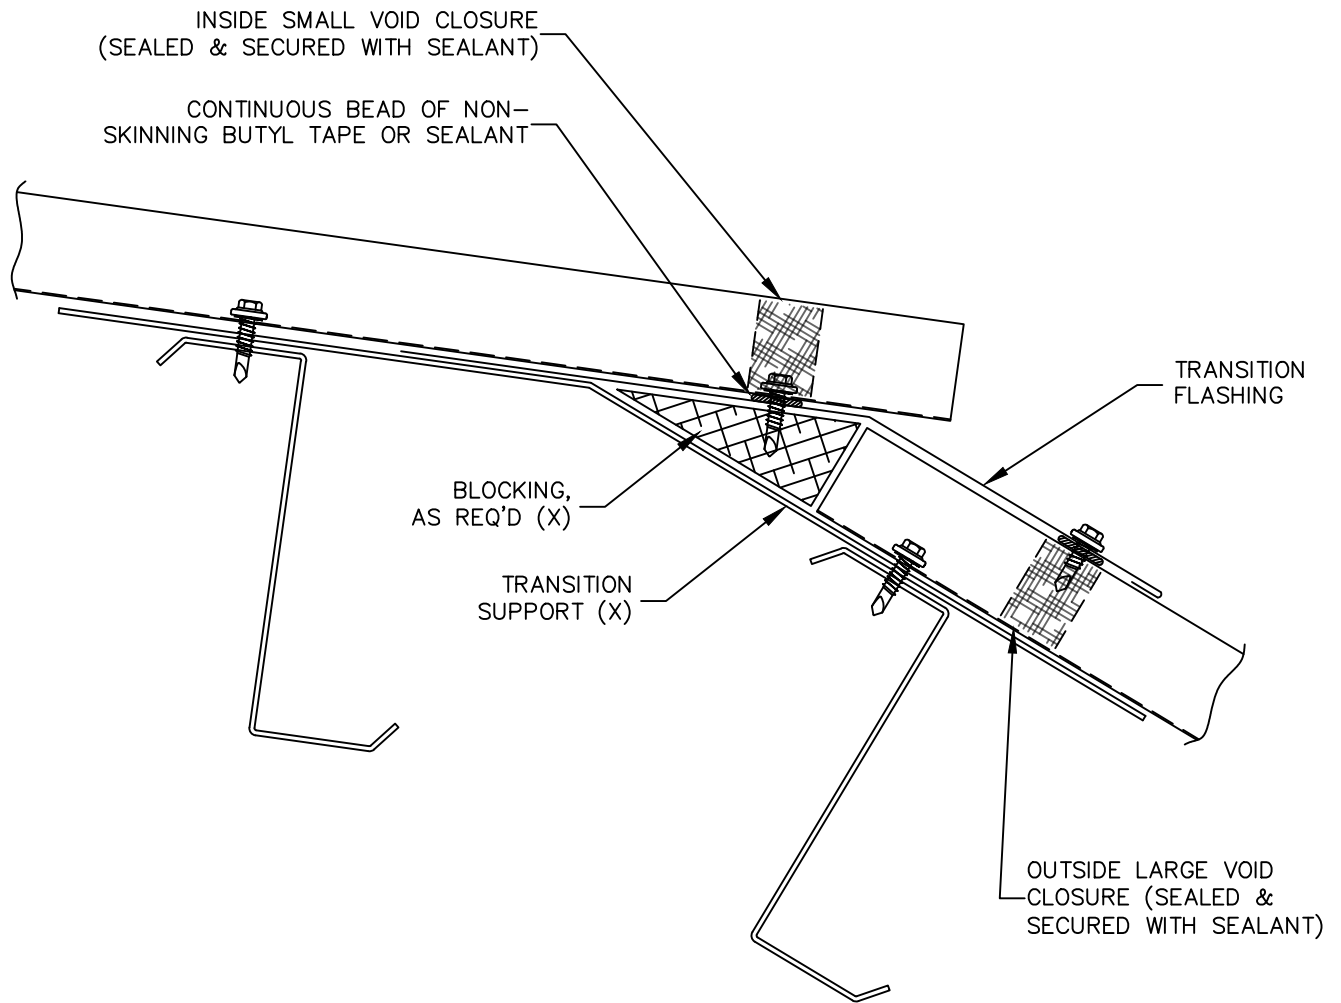 INSIDE SMALL VOID CLOSURE
(SEALED & SECURED WITH SEALANT)
CONTINUOUS BEAD OF NON-
SKINNING BUTYL TAPE OR SEALANT
TRANSITION
FLASHING
BLOCKING,
AS REQ'D (X)
TRANSITION
SUPPORT (X)
OUTSIDE LARGE VOID
CLOSURE (SEALED &
SECURED WITH SEALANT)